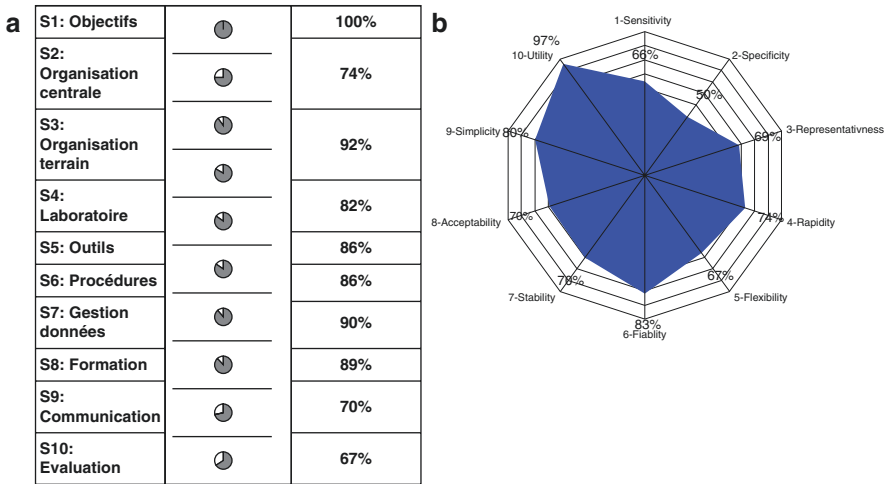 a
S1: Objectifs 100%
S2:
Organisation
centrale
74%
S3:
Organisation
terrain
92%
S4:
Laboratoire
82%
S5: Outils 86%
S6: Procédures 86%
S7: Gestion
données
90%
S8: Formation 89%
S9:
Communication
70%
S10:
Evaluation
67%
b
1-Sensitivity
66%
2-Specificity
50%
3-Representativness
69%
4-Rapidity
74%
5-Flexibility
67%
6-Fiablity
83%
7-Stability
70%
8-Acceptability
70%
9-Simplicity
80%
10-Utility
97%